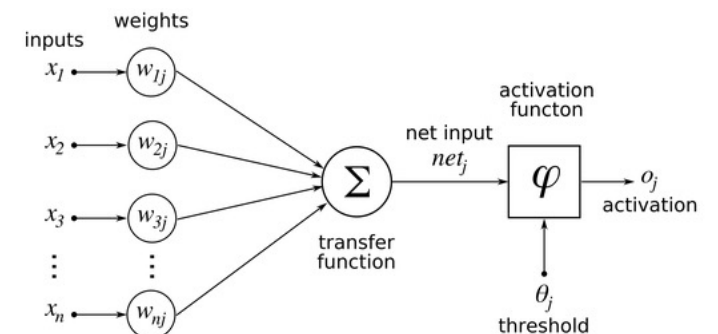 weights
inputs
x1
w1j
x2
w2j
x3
w3j
⋮
⋮
xn
wnj
Σ
transfer
function
net input
netj
activation
functon
φ
oj
activation
θj
threshold